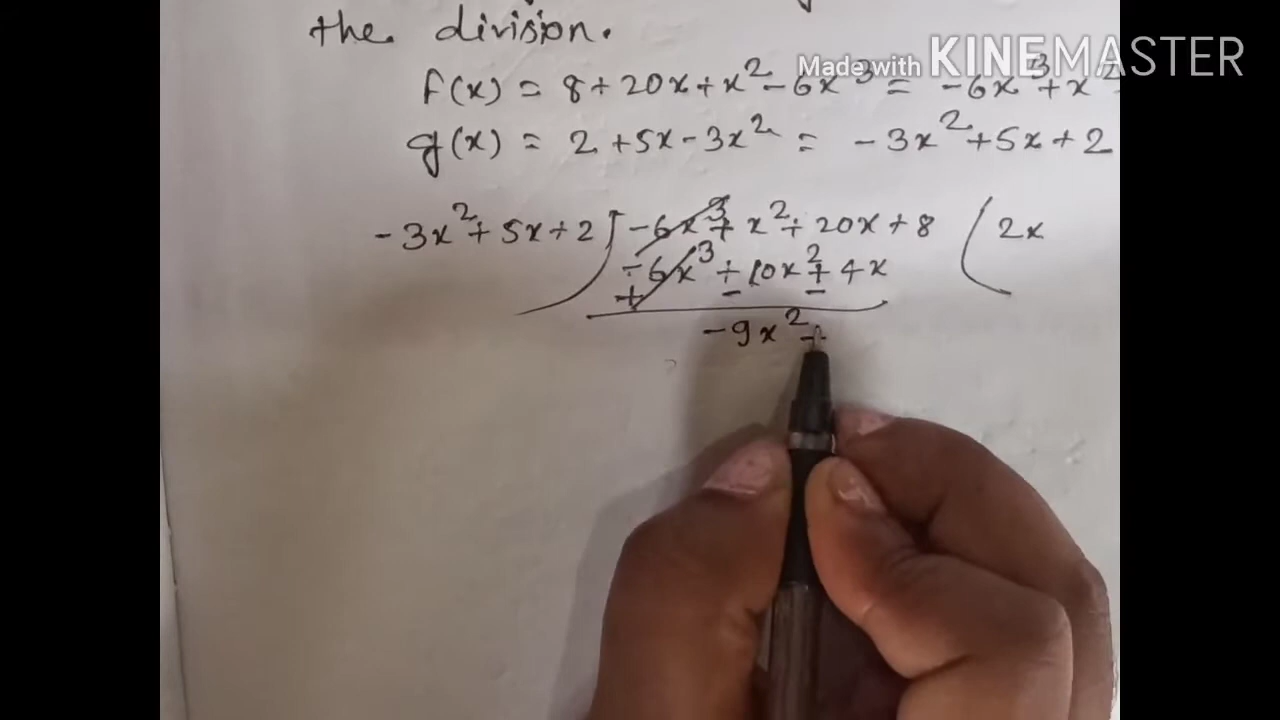 the division.
Made with KINEMASTER
f(x) = 8 + 20x + x² - 6x³ = -6x³ + x²
g(x) = 2 + 5x - 3x² = -3x² + 5x + 2
-3x² + 5x + 2 ) -6x³ + x² + 20x + 8 ( 2x
-6x³ + 10x² + 4x
+ - -
-9x² +